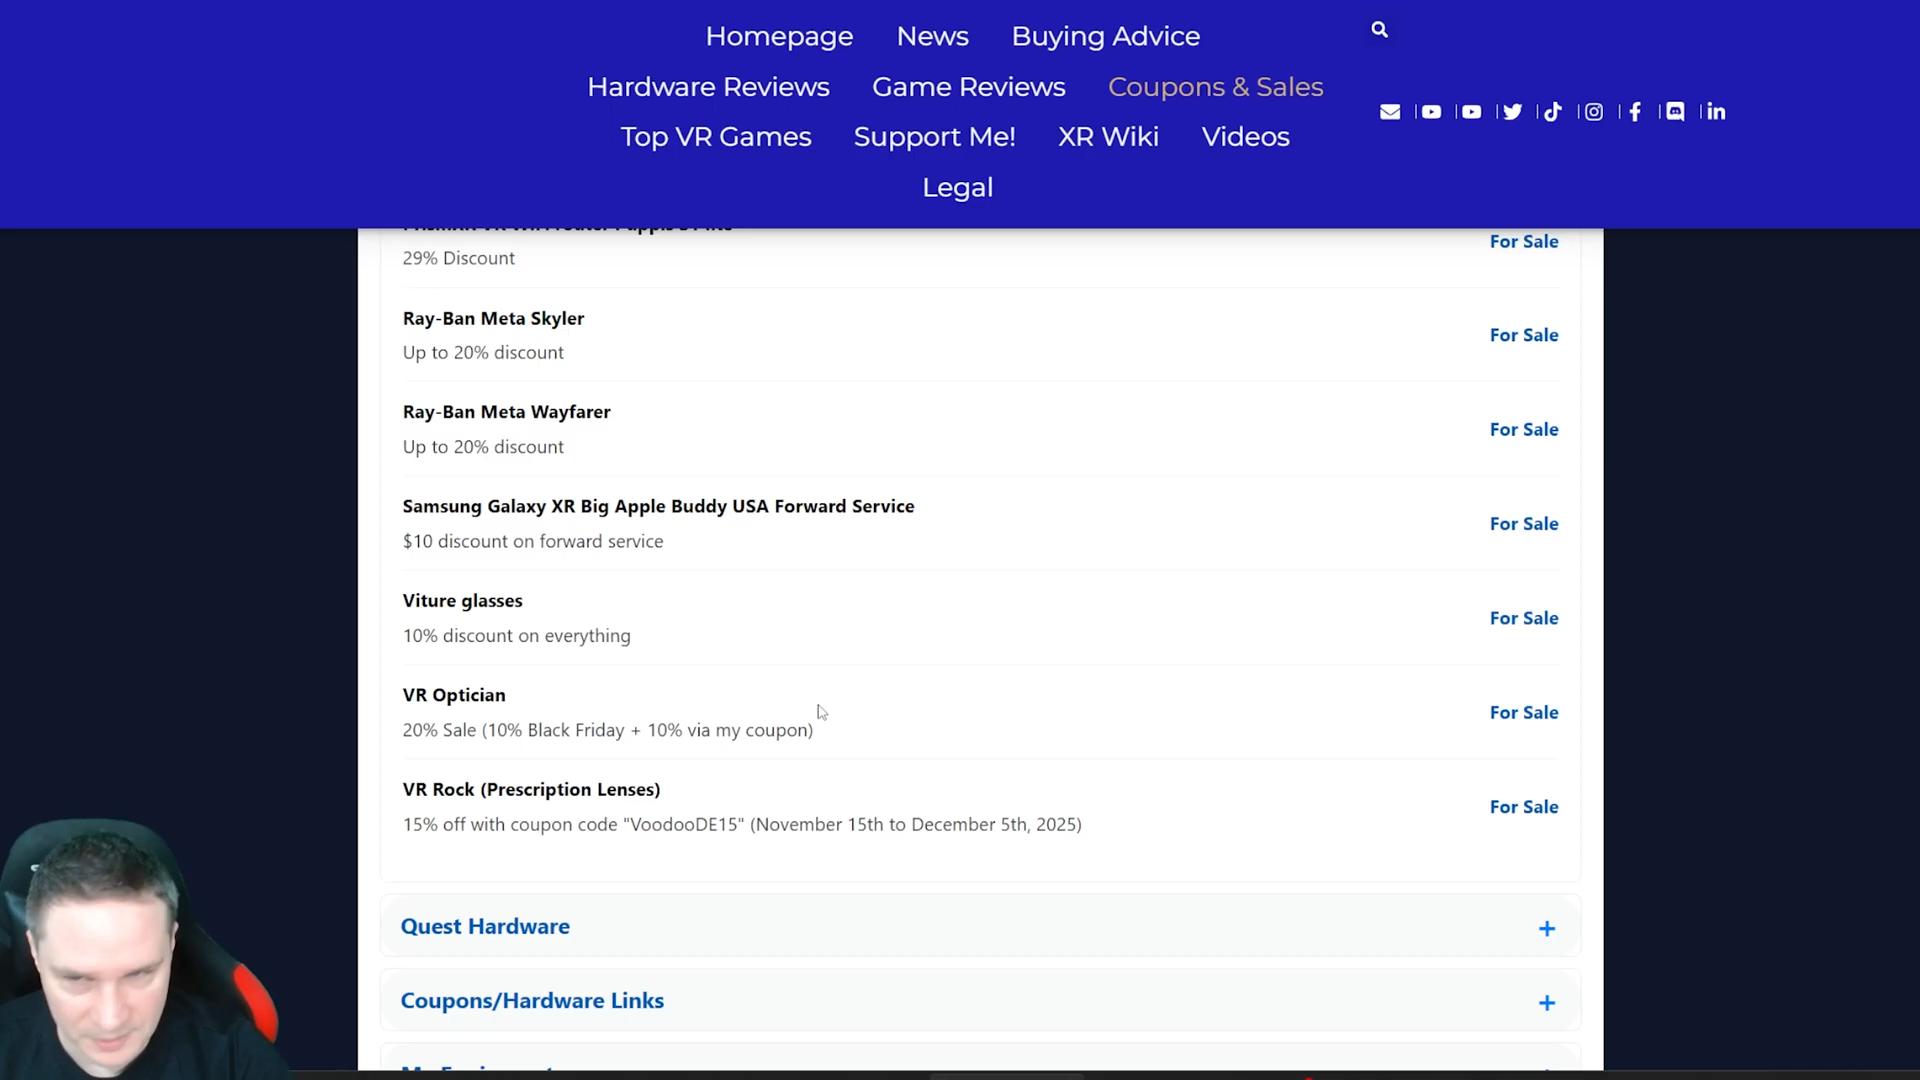 Homepage News Buying Advice
Hardware Reviews Game Reviews Coupons & Sales
Top VR Games Support Me! XR Wiki Videos
Legal
For Sale
29% Discount
Ray-Ban Meta Skyler
For Sale
Up to 20% discount
Ray-Ban Meta Wayfarer
For Sale
Up to 20% discount
Samsung Galaxy XR Big Apple Buddy USA Forward Service
For Sale
$10 discount on forward service
Viture glasses
For Sale
10% discount on everything
VR Optician
For Sale
20% Sale (10% Black Friday + 10% via my coupon)
VR Rock (Prescription Lenses)
For Sale
15% off with coupon code "VoodooDE15" (November 15th to December 5th, 2025)
Quest Hardware +
Coupons/Hardware Links +